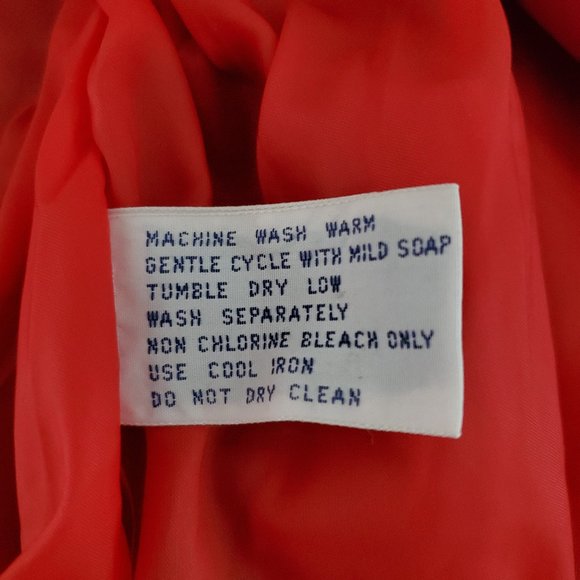 MACHINE WASH WARM
GENTLE CYCLE WITH MILD SOAP
TUMBLE DRY LOW
WASH SEPARATELY
NON CHLORINE BLEACH ONLY
USE COOL IRON
DO NOT DRY CLEAN